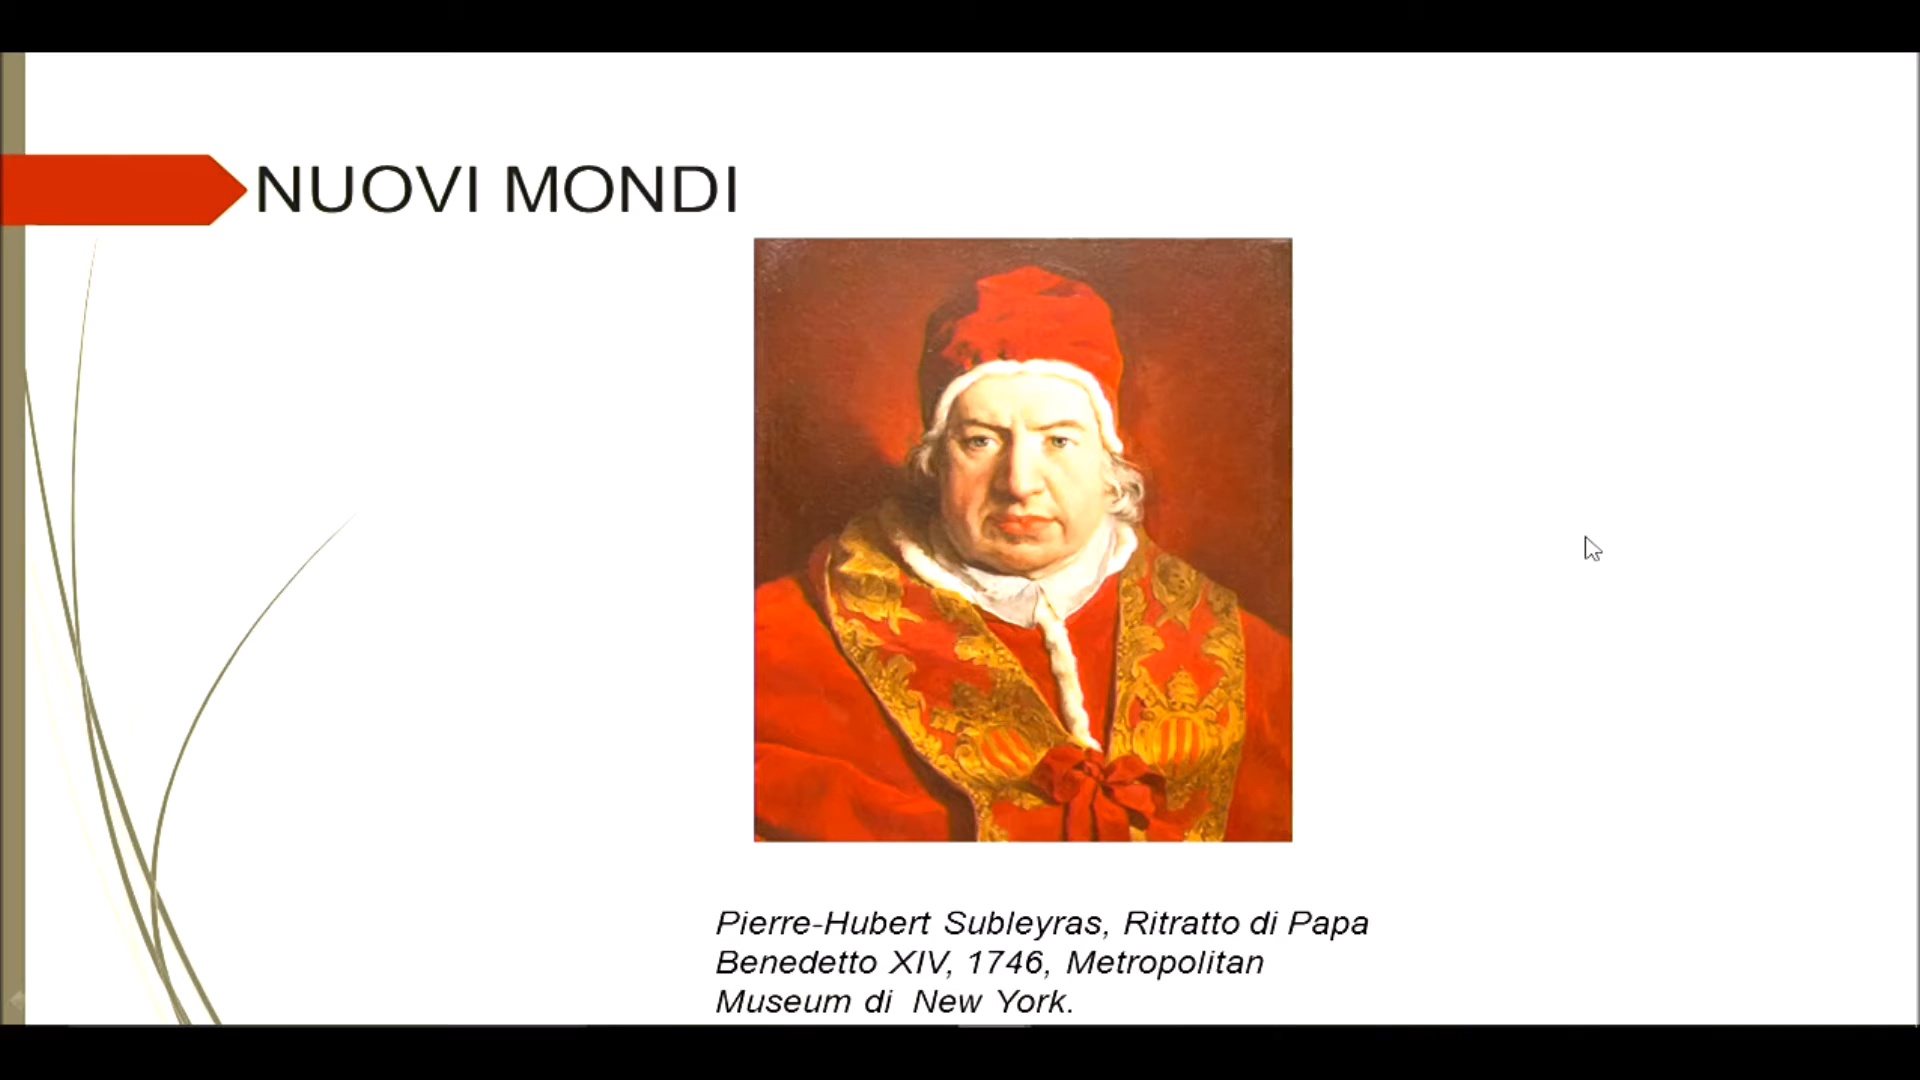 NUOVI MONDI
Pierre-Hubert Subleyras, Ritratto di Papa
Benedetto XIV, 1746, Metropolitan
Museum di New York.